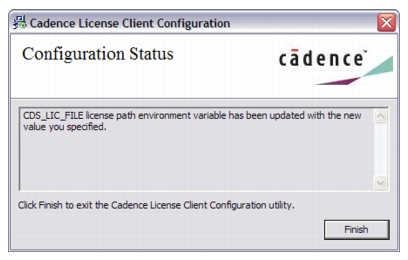 Cadence License Client Configuration
Configuration Status
cādence™
CDS_LIC_FILE license path environment variable has been updated with the new
value you specified.
Click Finish to exit the Cadence License Client Configuration utility.
Finish